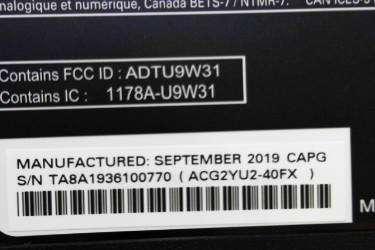 nalogique et numérique, Canada BETS-7 / NTMR-7.
Contains FCC ID : ADTU9W31
Contains IC : 1178A-U9W31
MANUFACTURED: SEPTEMBER 2019 CAPG
S/N TA8A1936100770 ( ACG2YU2-40FX )
M